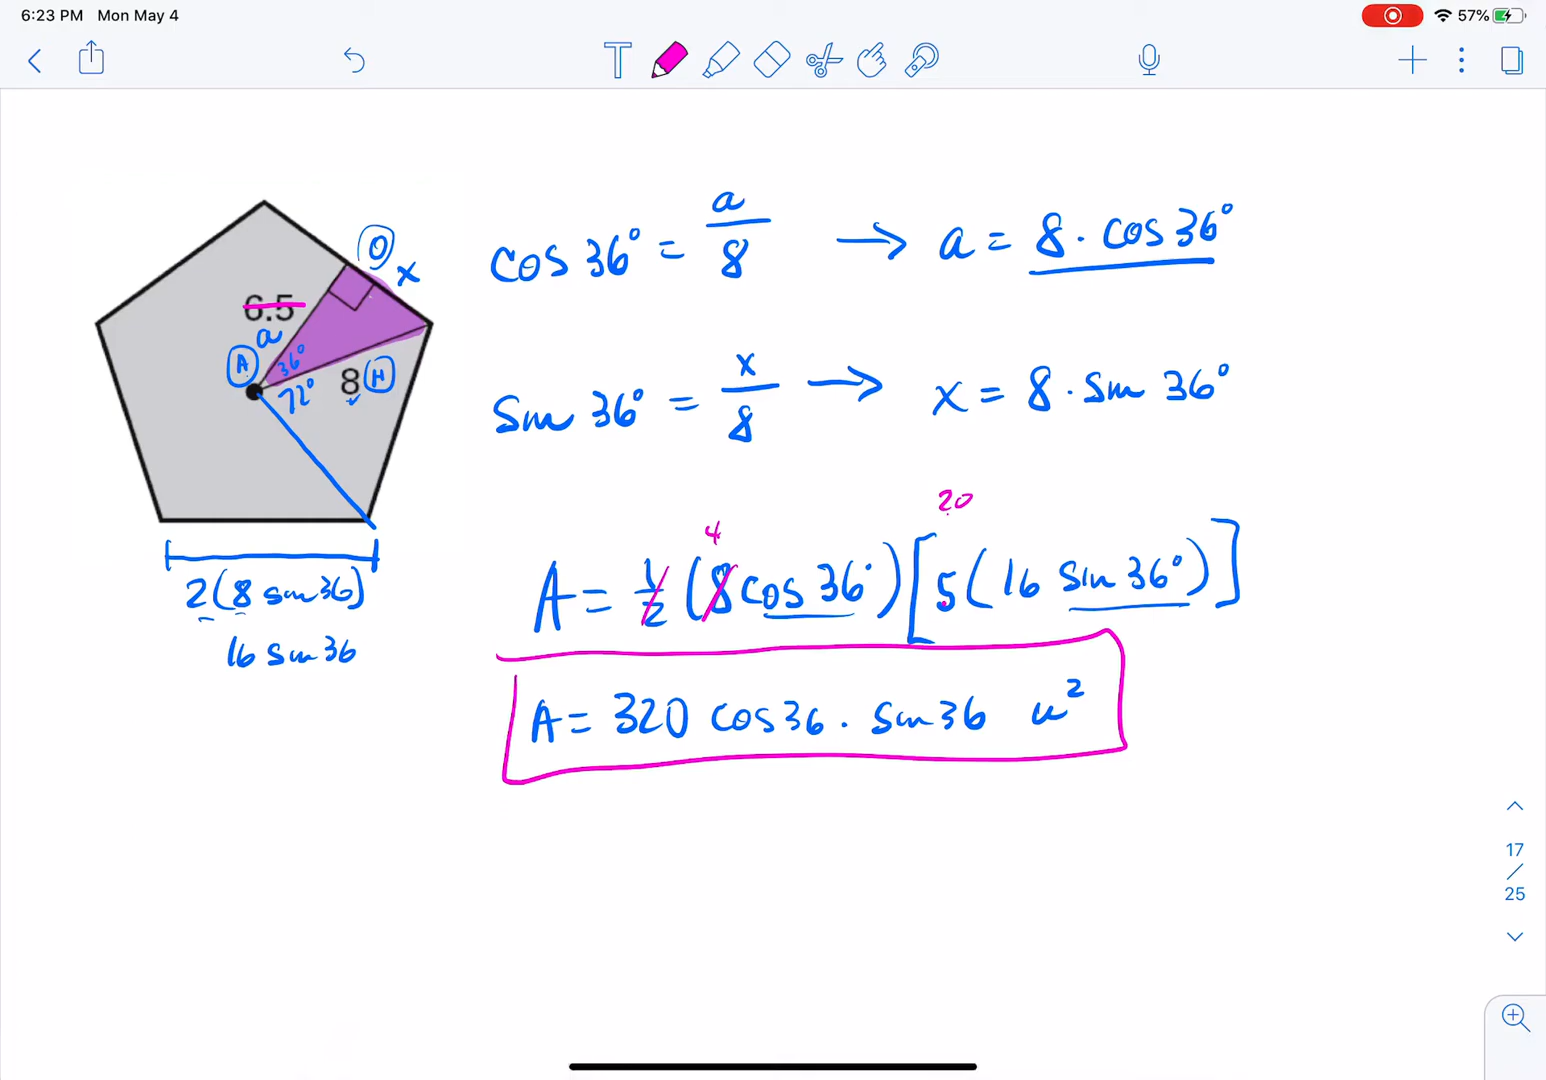 6:23 PM Mon May 4
57%
T
cos 36° = a/8 → a = 8 · cos 36°
O
x
6.5
a
A
36°
8 H
72°
sin 36° = x/8 → x = 8 · sin 36°
20
4
A = 1/2 (8 cos 36°) [5 (16 sin 36°)]
2(8 sin 36)
16 sin 36
A = 320 cos 36 · sin 36 u²
17
/
25